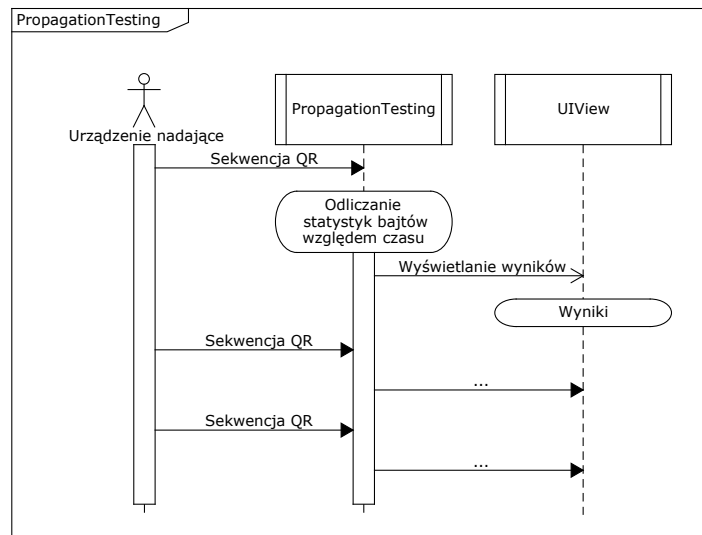 PropagationTesting
PropagationTesting
UIView
Urządzenie nadające
Sekwencja QR
Odliczanie
statystyk bajtów
względem czasu
Wyświetlanie wyników
Wyniki
Sekwencja QR
...
Sekwencja QR
...